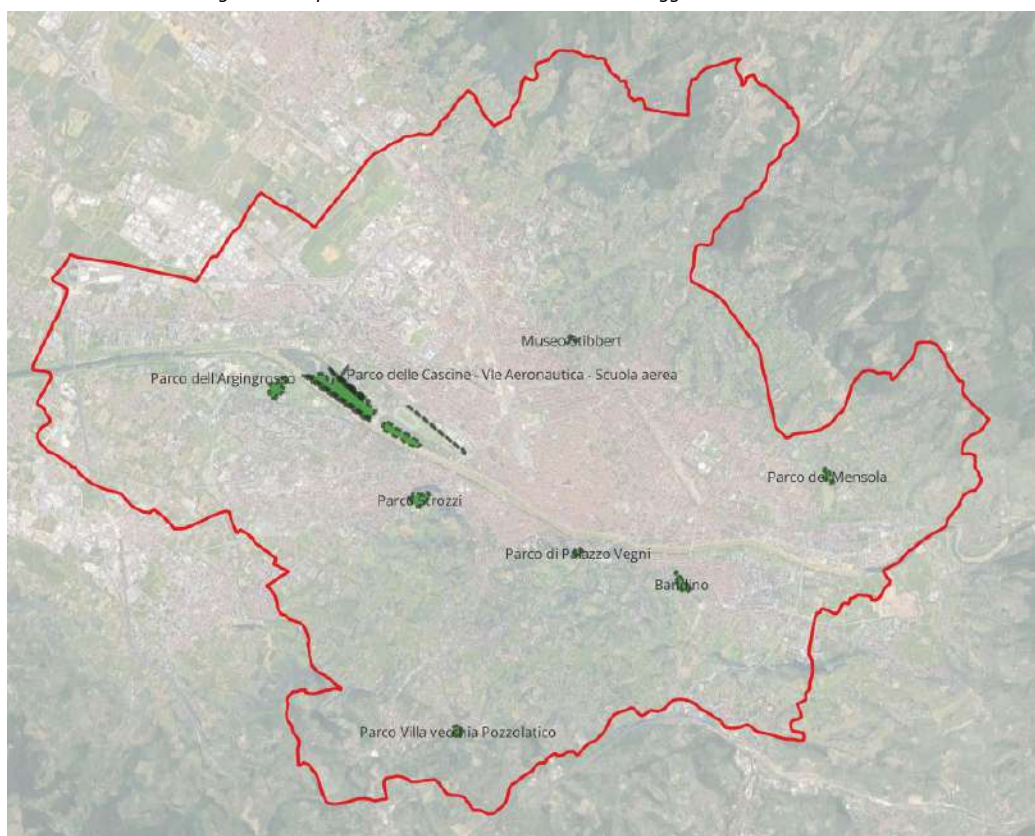 Museo Stibbert
Parco dell'Argingrosso
Parco delle Cascine - Vie Aeronautica - Scuola aerea
Parco del Mensola
Parco Strozzi
Parco di Palazzo Vegni
Bandino
Parco Villa vecchia Pozzolatico